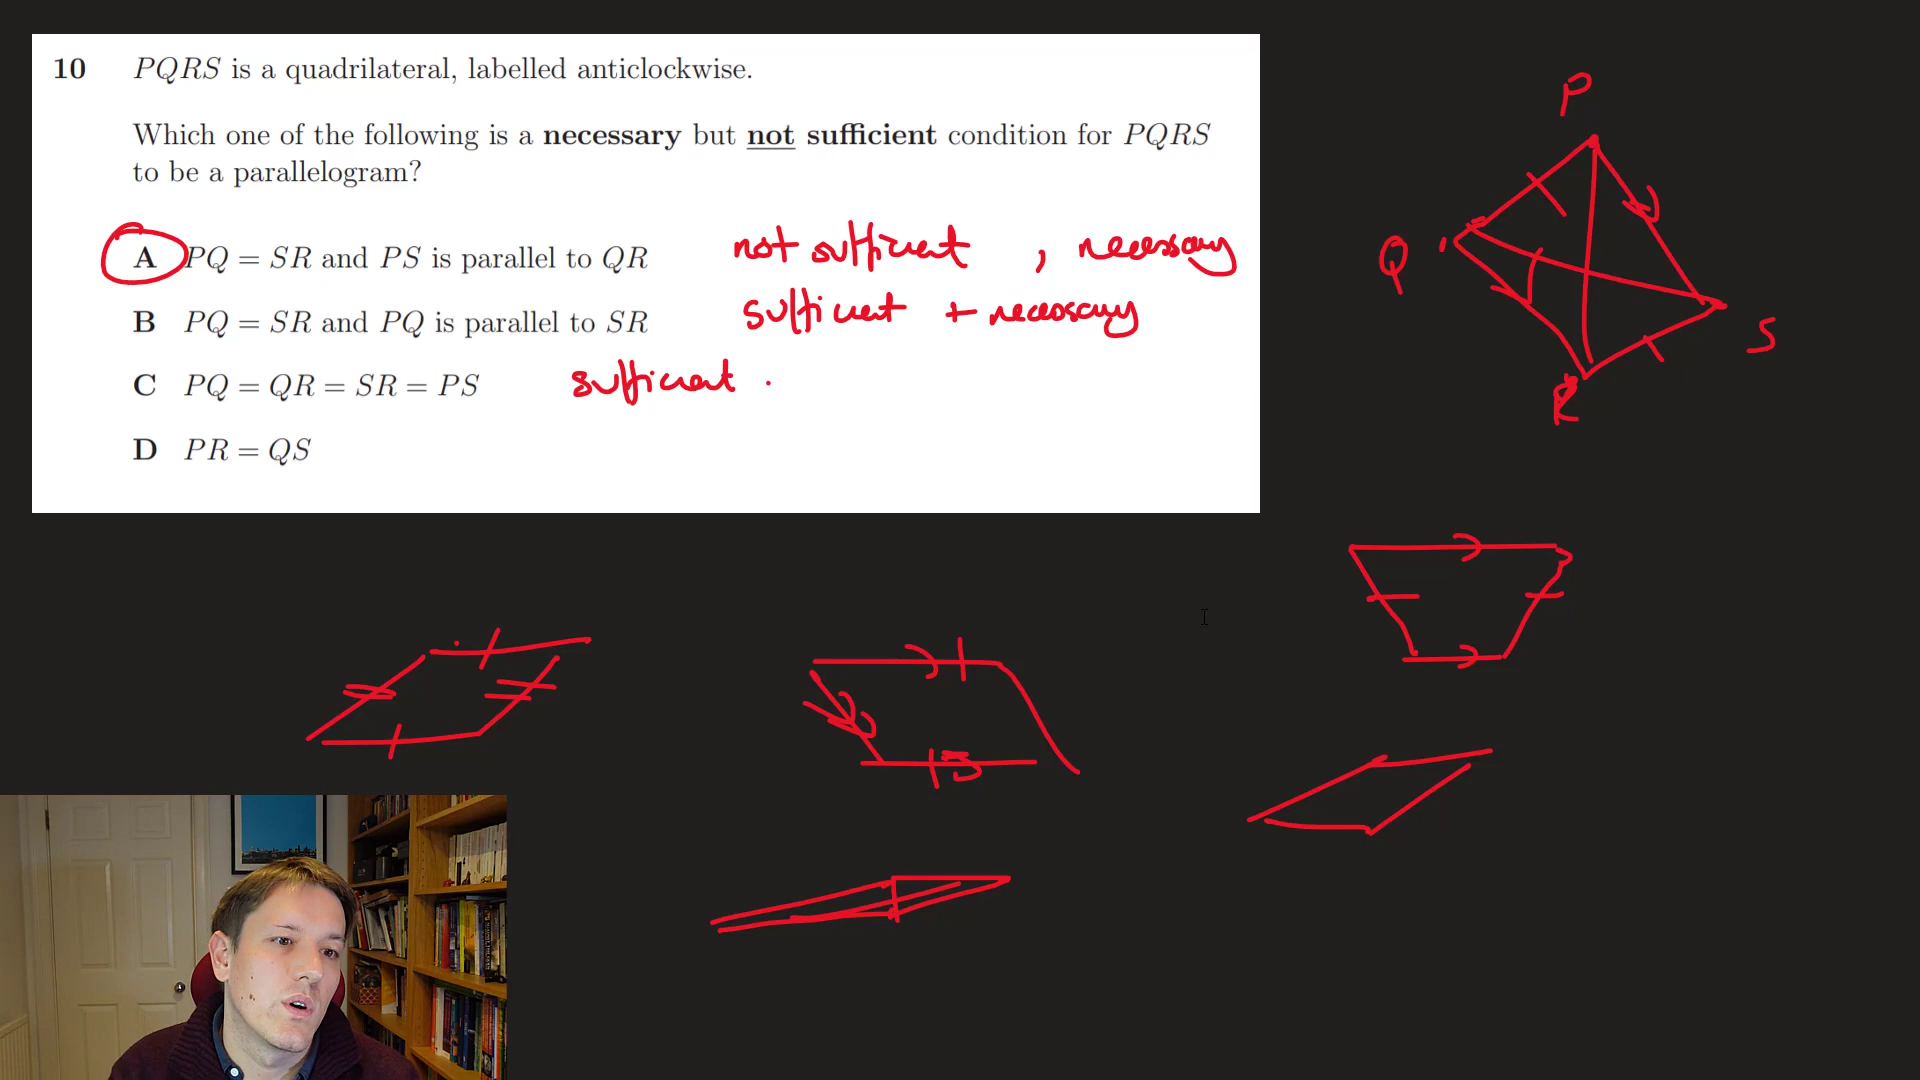 10 PQRS is a quadrilateral, labelled anticlockwise.
Which one of the following is a necessary but not sufficient condition for PQRS
to be a parallelogram?
A PQ = SR and PS is parallel to QR not sufficient, necessary
B PQ = SR and PQ is parallel to SR sufficient + necessary
C PQ = QR = SR = PS sufficient.
D PR = QS
P
Q
S
R